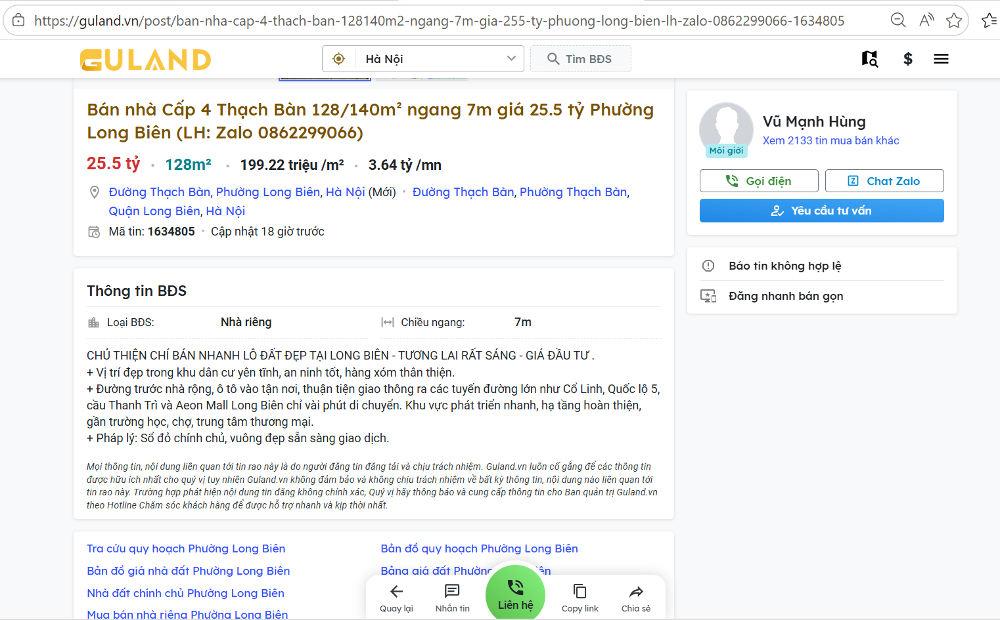 https://guland.vn/post/ban-nha-cap-4-thach-ban-128140m2-ngang-7m-gia-255-ty-phuong-long-bien-lh-zalo-0862299066-1634805
GULAND
Hà Nội
Tìm BĐS
$
Bán nhà Cấp 4 Thạch Bàn 128/140m² ngang 7m giá 25.5 tỷ Phường
Long Biên (LH: Zalo 0862299066)
25.5 tỷ · 128m² · 199.22 triệu /m² · 3.64 tỷ /mn
Đường Thạch Bàn, Phường Long Biên, Hà Nội (Mới) · Đường Thạch Bàn, Phường Thạch Bàn,
Quận Long Biên, Hà Nội
Mã tin: 1634805 · Cập nhật 18 giờ trước
Vũ Mạnh Hùng
Xem 2133 tin mua bán khác
Môi giới
Gọi điện
Chat Zalo
Yêu cầu tư vấn
Báo tin không hợp lệ
Đăng nhanh bán gọn
Thông tin BĐS
Loại BĐS: Nhà riêng
Chiều ngang: 7m
CHỦ THIỆN CHÍ BÁN NHANH LÔ ĐẤT ĐẸP TẠI LONG BIÊN - TƯƠNG LAI RẤT SÁNG - GIÁ ĐẦU TƯ .
+ Vị trí đẹp trong khu dân cư yên tĩnh, an ninh tốt, hàng xóm thân thiện.
+ Đường trước nhà rộng, ô tô vào tận nơi, thuận tiện giao thông ra các tuyến đường lớn như Cổ Linh, Quốc lộ 5,
cầu Thanh Trì và Aeon Mall Long Biên chỉ vài phút di chuyển. Khu vực phát triển nhanh, hạ tầng hoàn thiện,
gần trường học, chợ, trung tâm thương mại.
+ Pháp lý: Sổ đỏ chính chủ, vuông đẹp sẵn sàng giao dịch.
Mọi thông tin, nội dung liên quan tới tin rao này là do người đăng tin đăng tải và chịu trách nhiệm. Guland.vn luôn cố gắng để các thông tin
được hữu ích nhất cho quý vị tuy nhiên Guland.vn không đảm bảo và không chịu trách nhiệm về bất kỳ thông tin, nội dung nào liên quan tới
tin rao này. Trường hợp phát hiện nội dung tin đăng không chính xác, Quý vị hãy thông báo và cung cấp thông tin cho Ban quản trị Guland.vn
theo Hotline Chăm sóc khách hàng để được hỗ trợ nhanh và kịp thời nhất.
Tra cứu quy hoạch Phường Long Biên
Bản đồ quy hoạch Phường Long Biên
Bản đồ giá nhà đất Phường Long Biên
Bảng giá đất
Nhà đất chính chủ Phường Long Biên
Mua bán nhà riêng Phường Long Biên
Quay lại
Nhắn tin
Liên hệ
Copy link
Chia sẻ